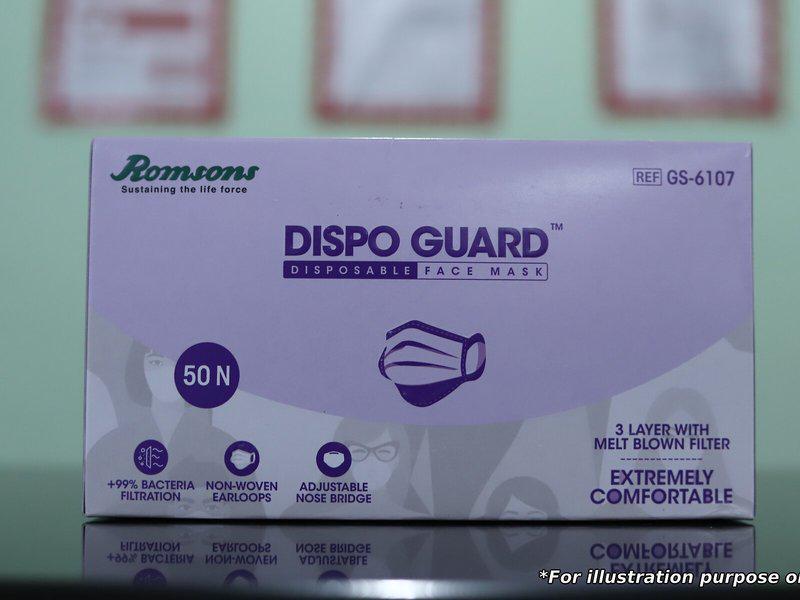 Romsons
Sustaining the life force
REF GS-6107
DISPO GUARD™
DISPOSABLE FACE MASK
50 N
3 LAYER WITH
MELT BLOWN FILTER
EXTREMELY
COMFORTABLE
+99% BACTERIA
FILTRATION
NON-WOVEN
EARLOOPS
ADJUSTABLE
NOSE BRIDGE
*For illustration purpose